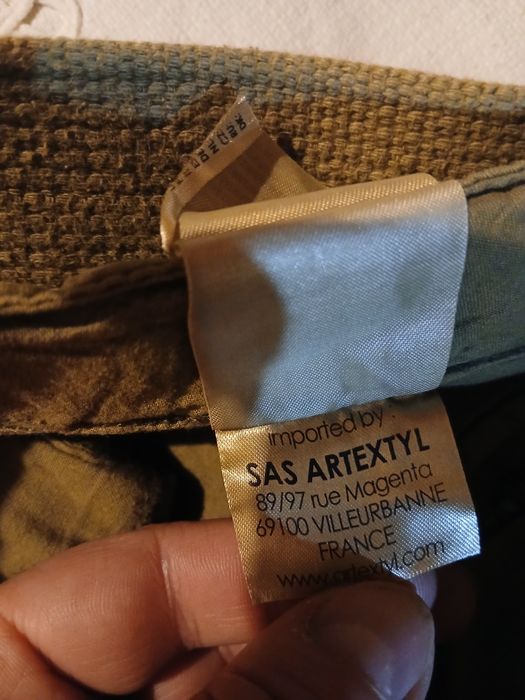 imported by :
SAS ARTEXTYL
89/97 rue Magenta
69100 VILLEURBANNE
FRANCE
www.artextyl.com